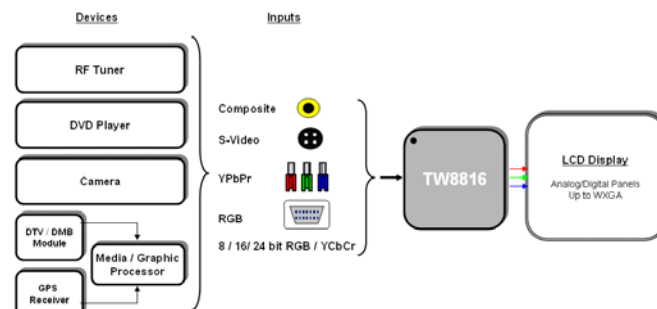 Devices
Inputs
RF Tuner
DVD Player
Camera
DTV / DMB
Module
Media / Graphic
Processor
GPS
Receiver
Composite
S-Video
YPbPr
RGB
8 / 16/ 24 bit RGB / YCbCr
TW8816
LCD Display
Analog/Digital Panels
Up to WXGA